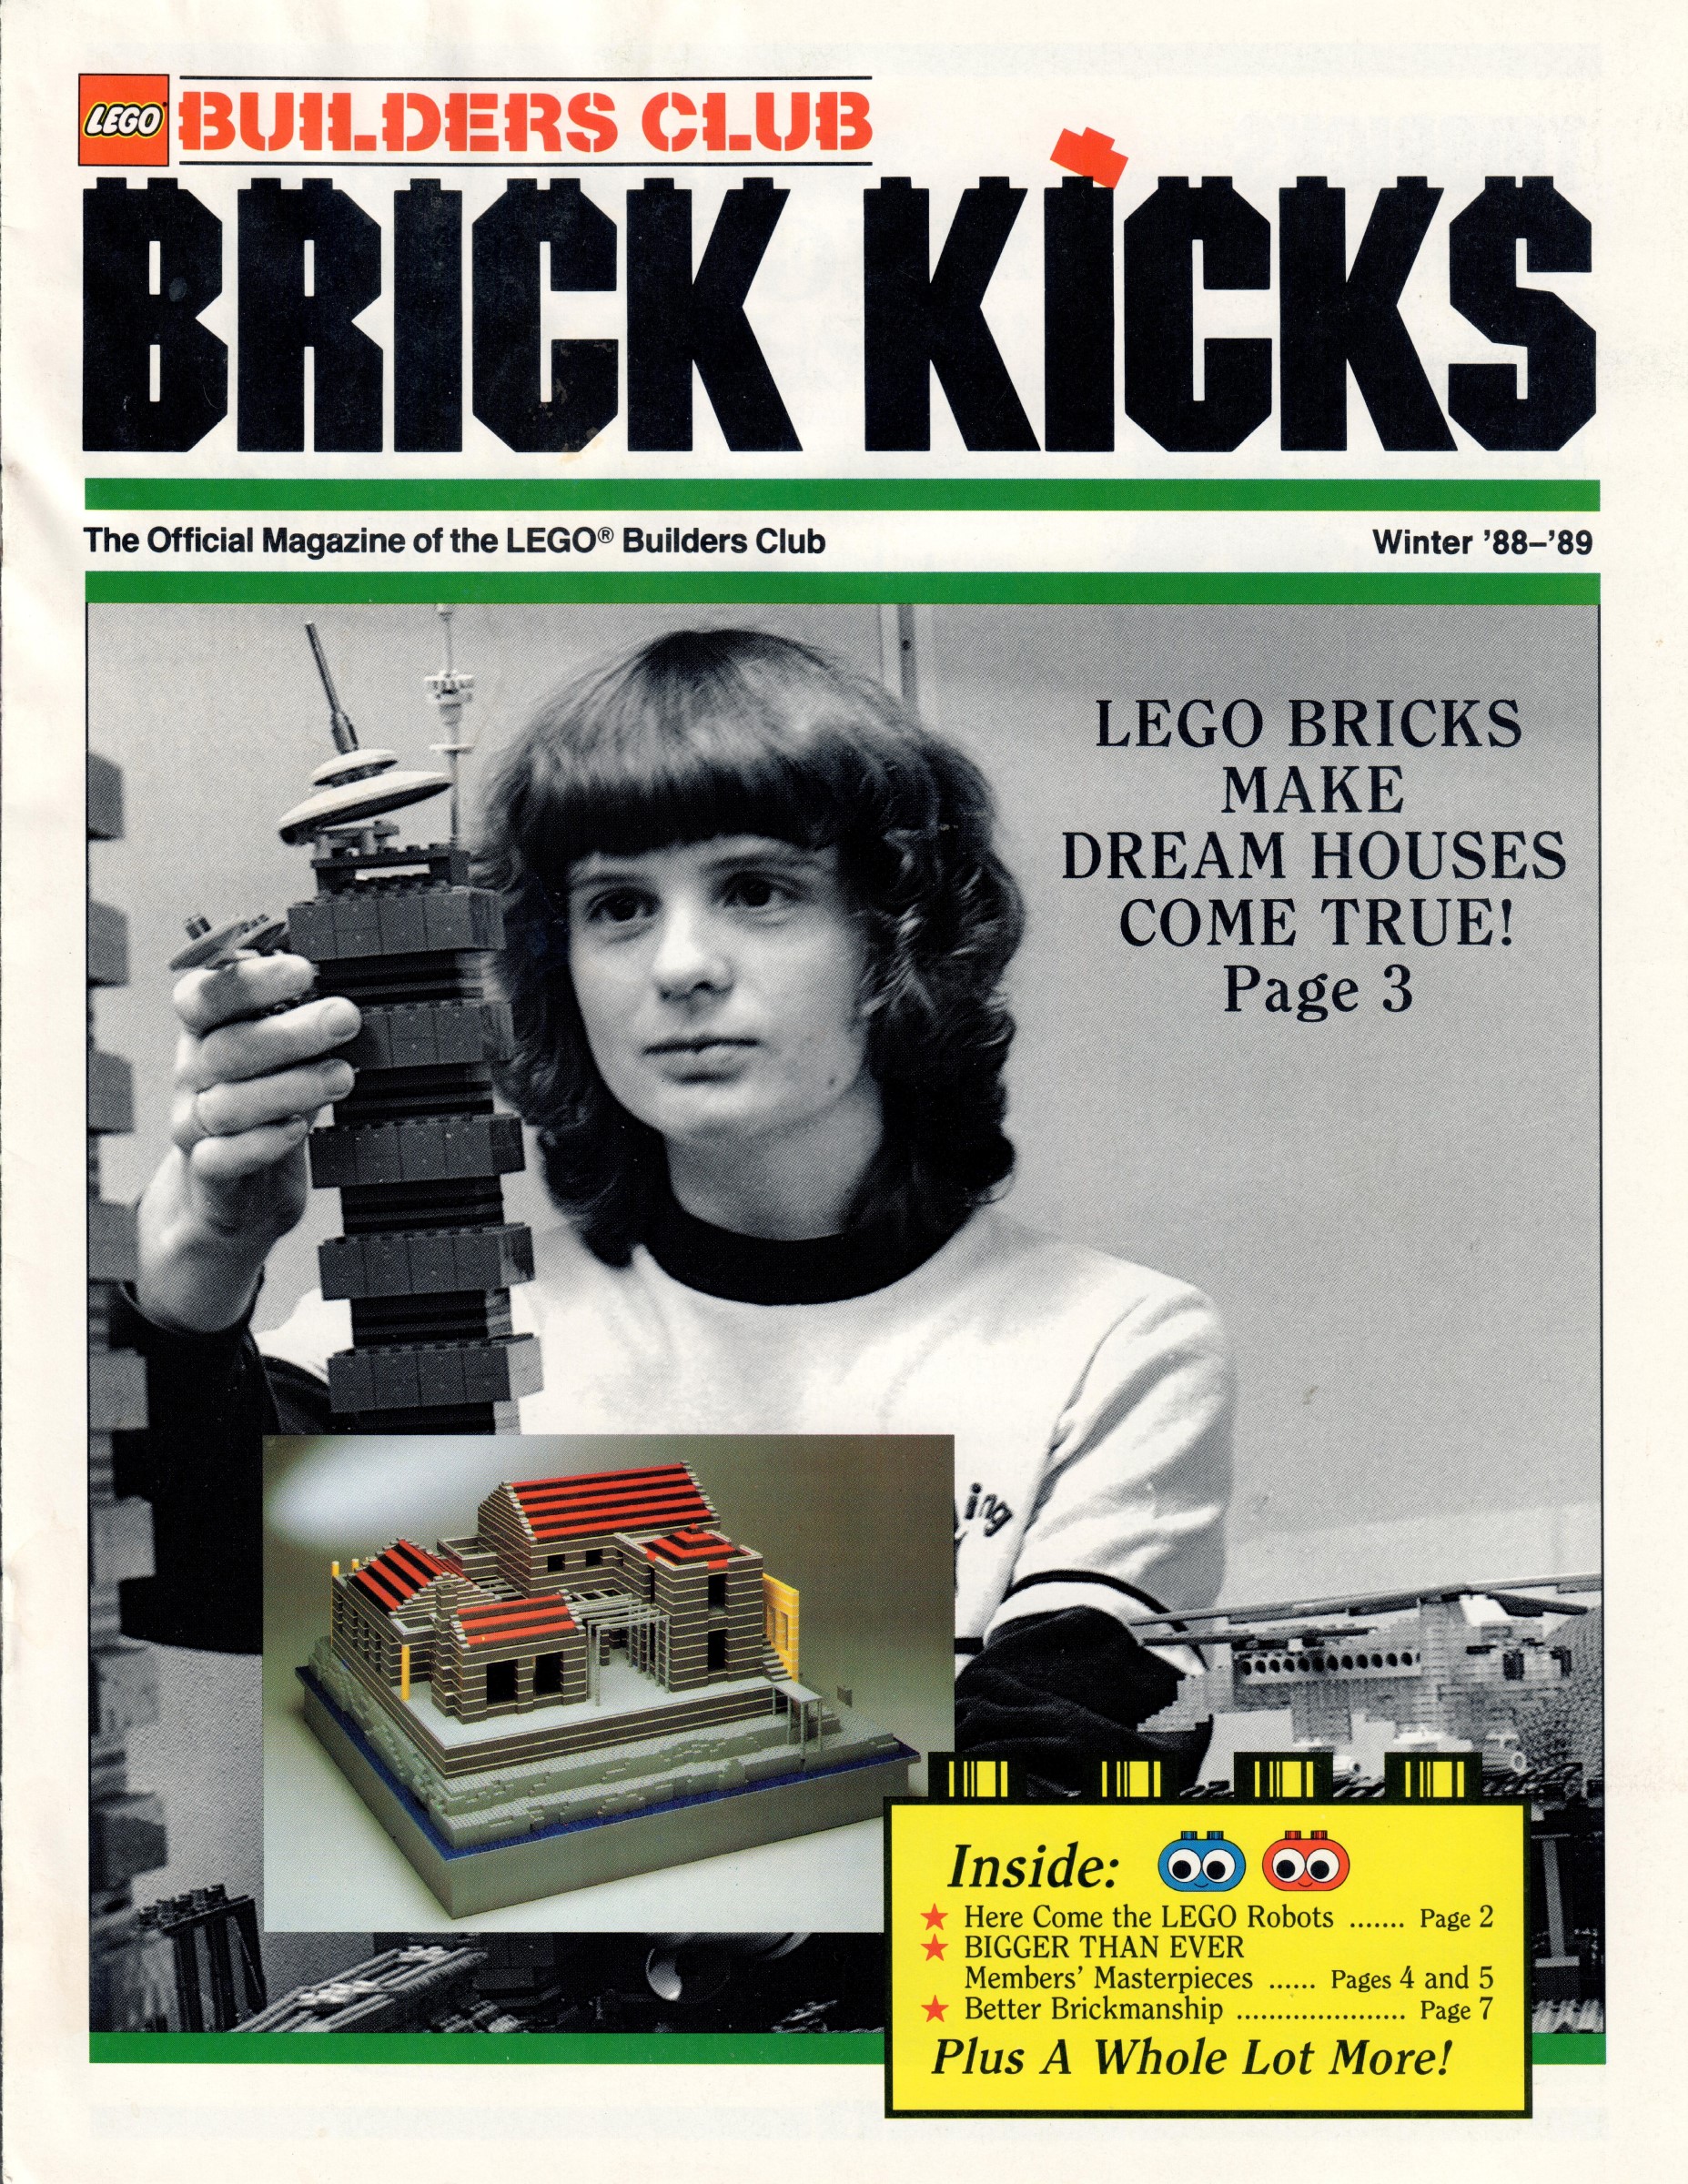 LEGO
BUILDERS CLUB
BRICK KICKS
The Official Magazine of the LEGO® Builders Club
Winter '88–'89
LEGO BRICKS
MAKE
DREAM HOUSES
COME TRUE!
Page 3
ing
Inside:
Here Come the LEGO Robots ....... Page 2
BIGGER THAN EVER
Members' Masterpieces ...... Pages 4 and 5
Better Brickmanship ..................... Page 7
Plus A Whole Lot More!